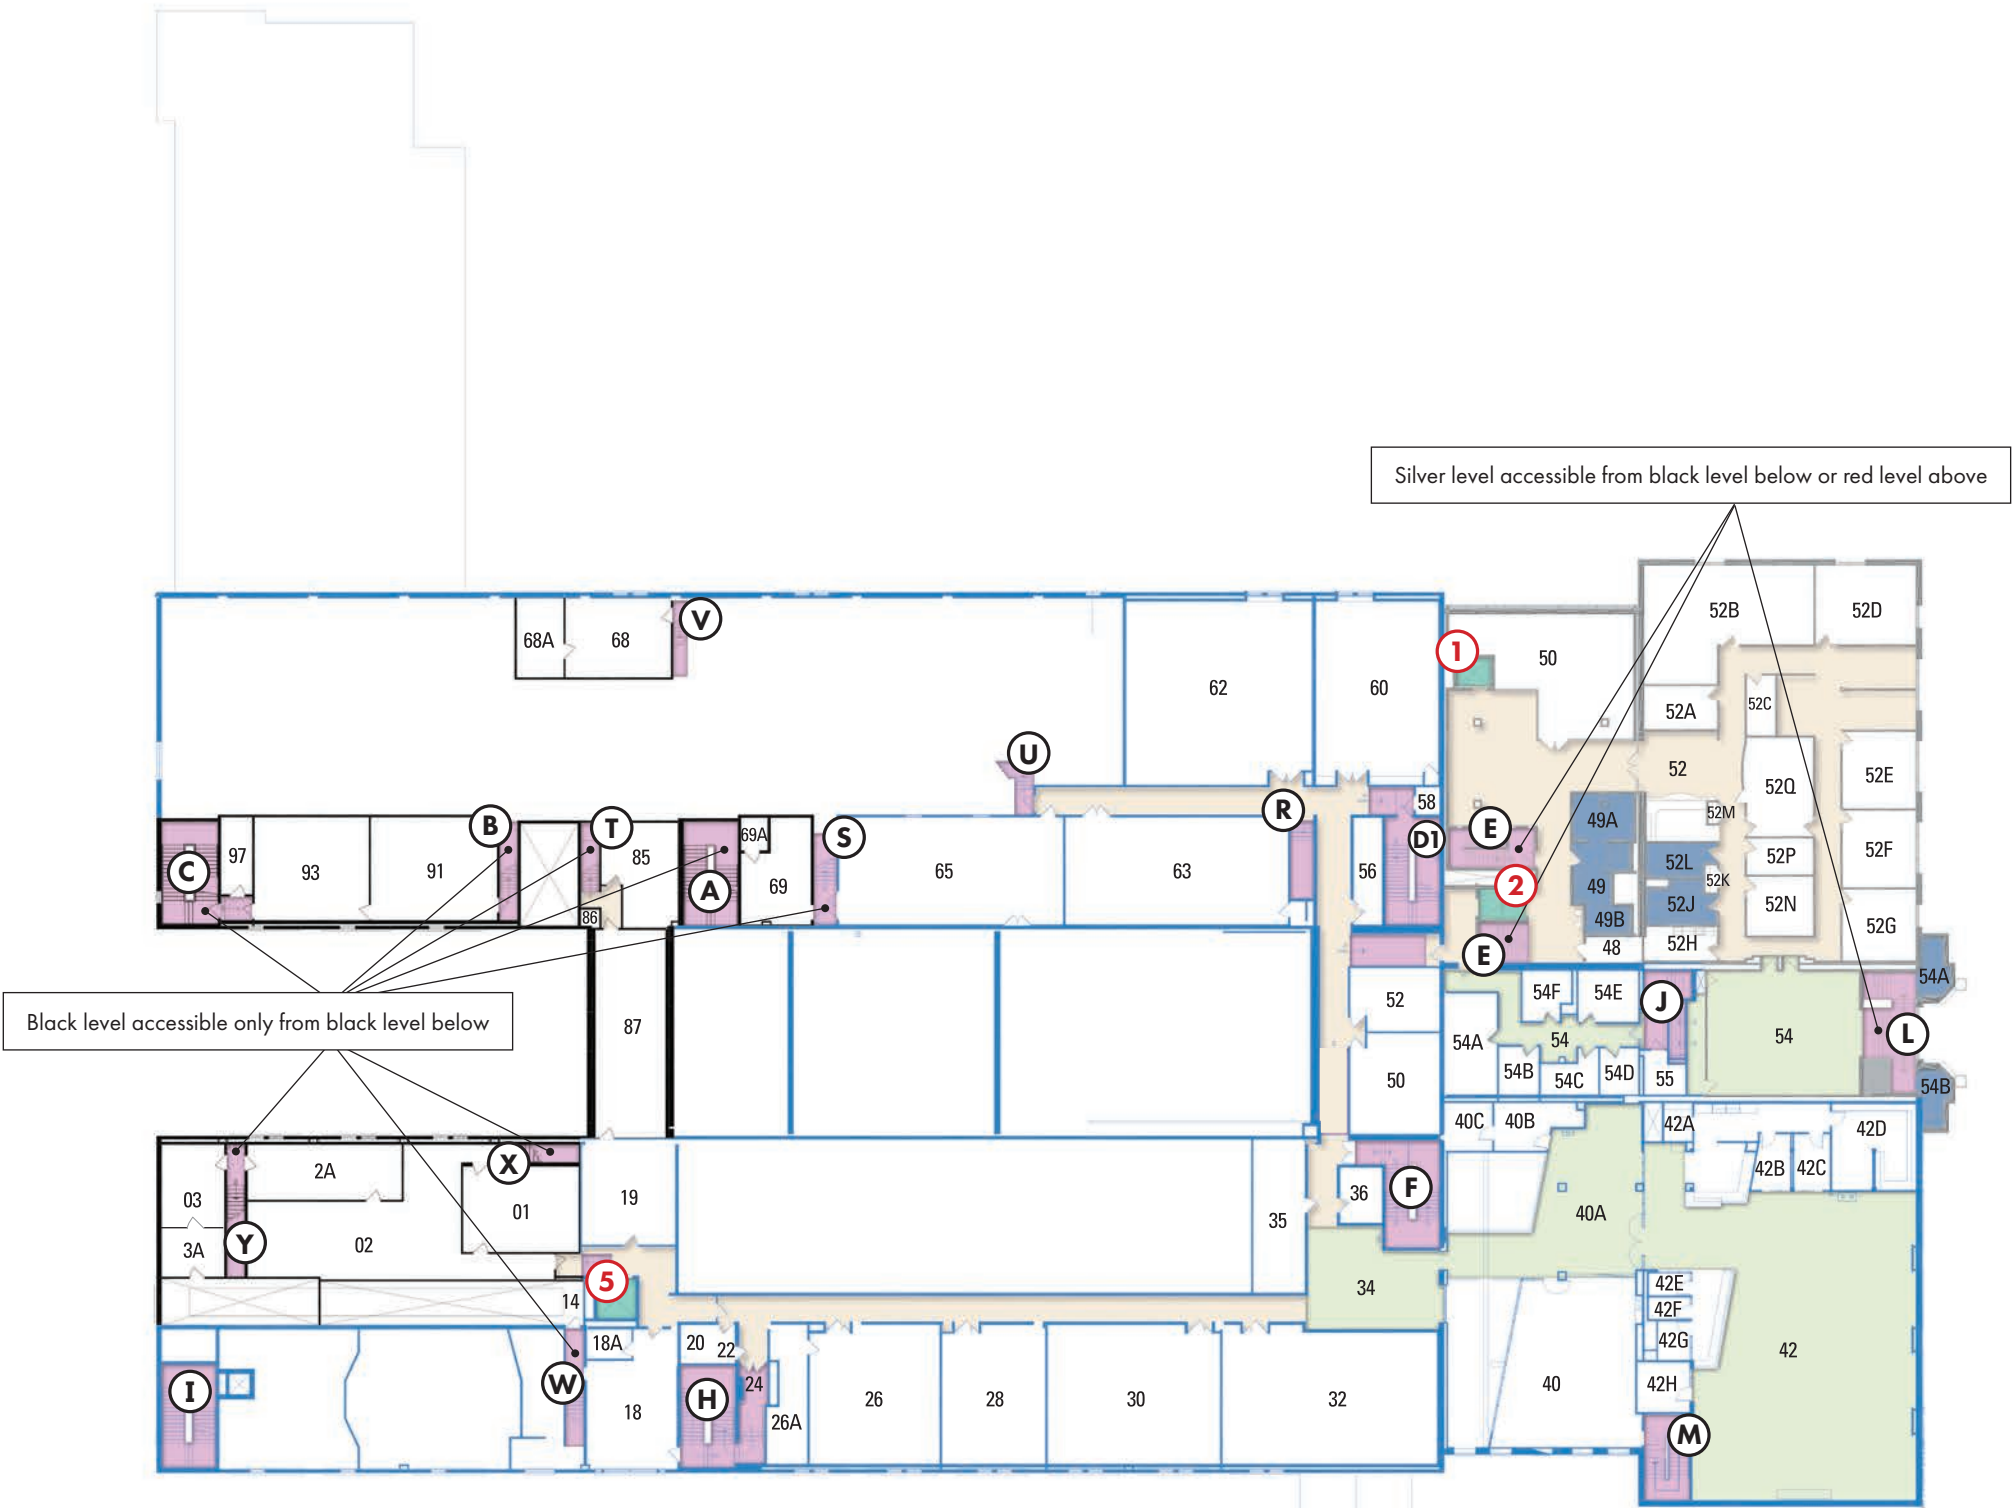 Silver level accessible from black level below or red level above
52B
52D
V
68A
68
1
50
62
60
52A
52C
U
52
52E
52Q
R
58
52M
49A
B
T
E
S
D1
97
69A
85
C
93
91
65
63
56
52L
52P
52F
69
A
2
49
52K
86
49B
52J
52N
52G
48
52H
E
54A
52
54F
54E
J
Black level accessible only from black level below
87
54A
54
54
L
50
54B
54C
54D
55
54B
40C
40B
42A
42D
X
2A
42B
42C
03
19
36
F
01
35
40A
Y
02
3A
5
14
34
42E
42F
18A
20
22
42G
42
I
W
H
24
26
28
30
32
40
42H
18
26A
M